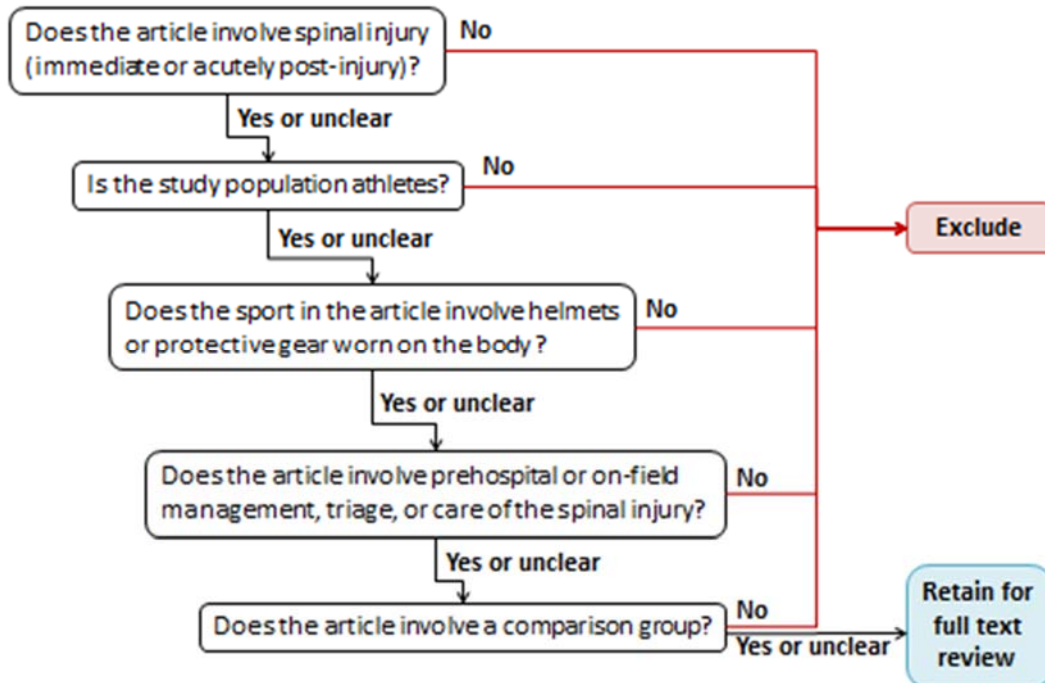 Does the article involve spinal injury
(immediate or acutely post-injury)?
No
Yes or unclear
Is the study population athletes?
No
Yes or unclear
Exclude
Does the sport in the article involve helmets
or protective gear worn on the body?
No
Yes or unclear
Does the article involve prehospital or on-field
management, triage, or care of the spinal injury?
No
Yes or unclear
Does the article involve a comparison group?
No
Yes or unclear
Retain for
full text
review